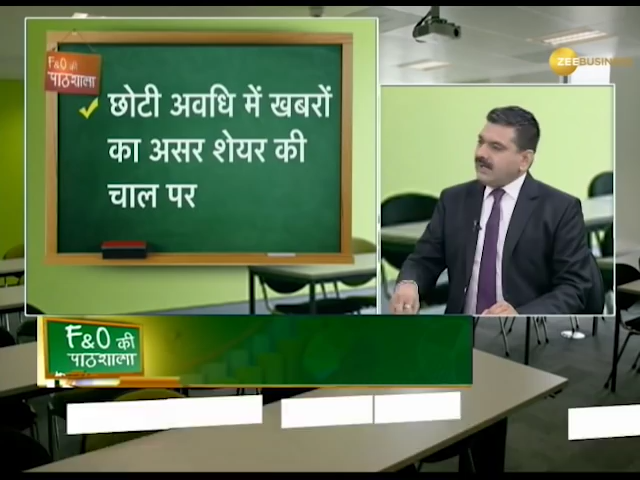 ZEE BUSINESS
F&O की
पाठशाला
छोटी अवधि में खबरों
का असर शेयर की
चाल पर
F&O की
पाठशाला